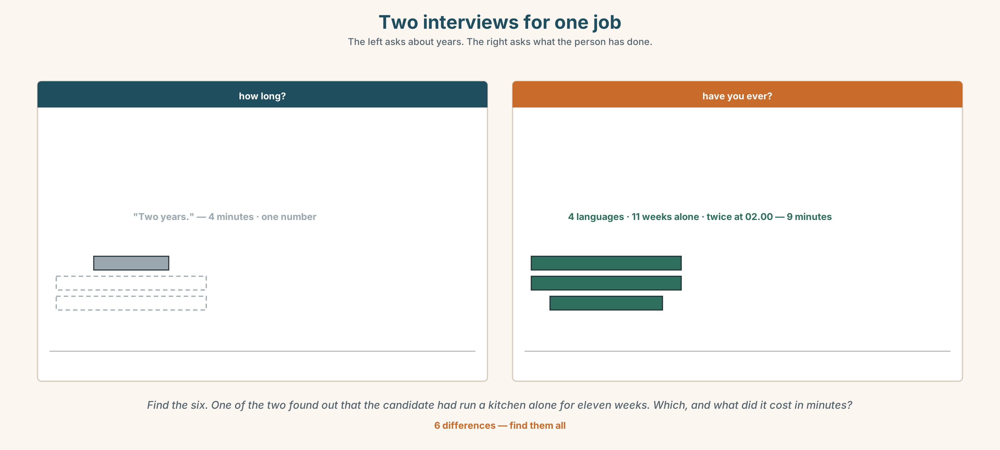 Two interviews for one job
The left asks about years. The right asks what the person has done.
how long?
"Two years." — 4 minutes · one number
have you ever?
4 languages · 11 weeks alone · twice at 02.00 — 9 minutes
Find the six. One of the two found out that the candidate had run a kitchen alone for eleven weeks. Which, and what did it cost in minutes?
6 differences — find them all